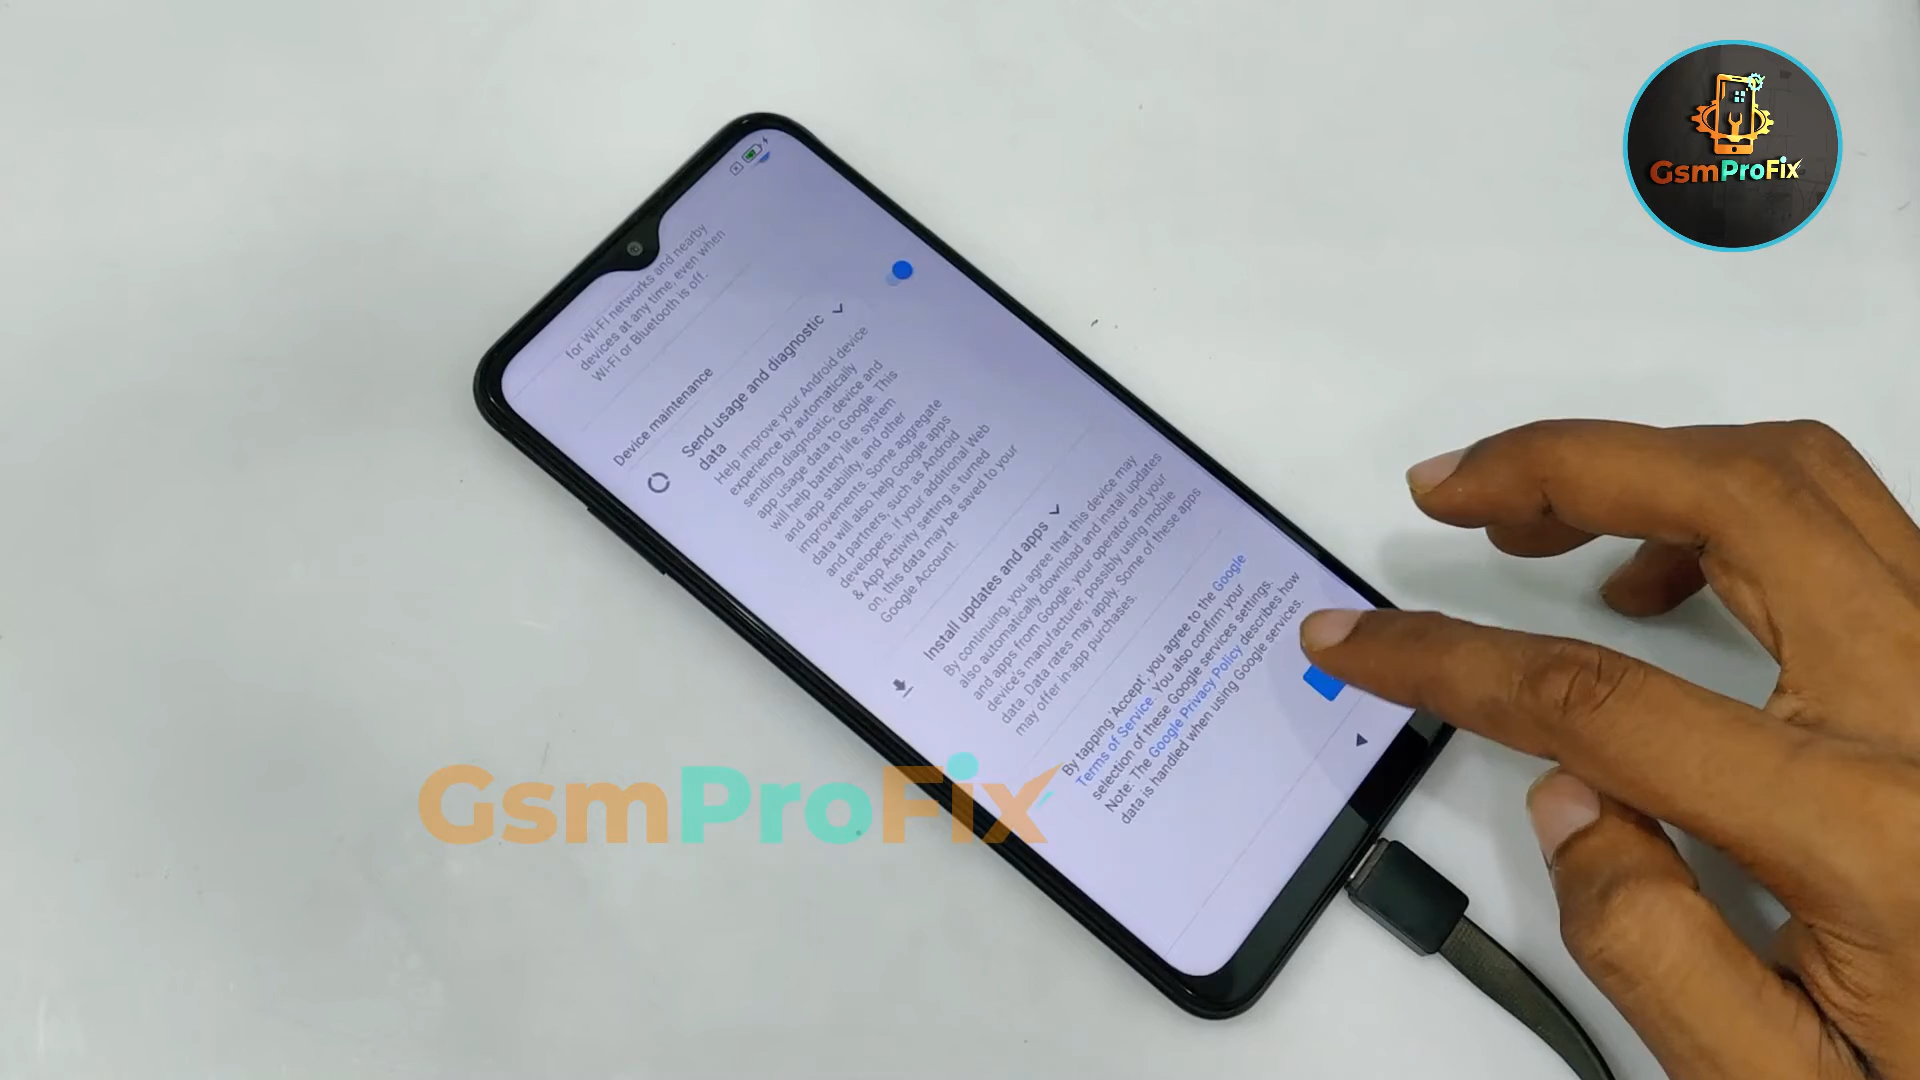 GsmProFix
for Wi-Fi networks and nearby
devices at any time, even when
Wi-Fi or Bluetooth is off.
Device maintenance
Send usage and diagnostic
data
Help improve your Android device
experience by automatically
sending diagnostic, device and
app usage data to Google. This
will help battery life, system
and app stability, and other
improvements. Some aggregate
data will also help Google apps
and partners, such as Android
developers. If your additional Web
& App Activity setting is turned
on, this data may be saved to your
Google Account.
Install updates and apps
By continuing, you agree that this device may
also automatically download and install updates
and apps from Google, your operator and your
device's manufacturer, possibly using mobile
data. Data rates may apply. Some of these apps
may offer in-app purchases.
By tapping 'Accept', you agree to the Google
Terms of Service. You also confirm your
selection of these Google services settings.
Note: The Google Privacy Policy describes how
data is handled when using Google services.
GsmProFix